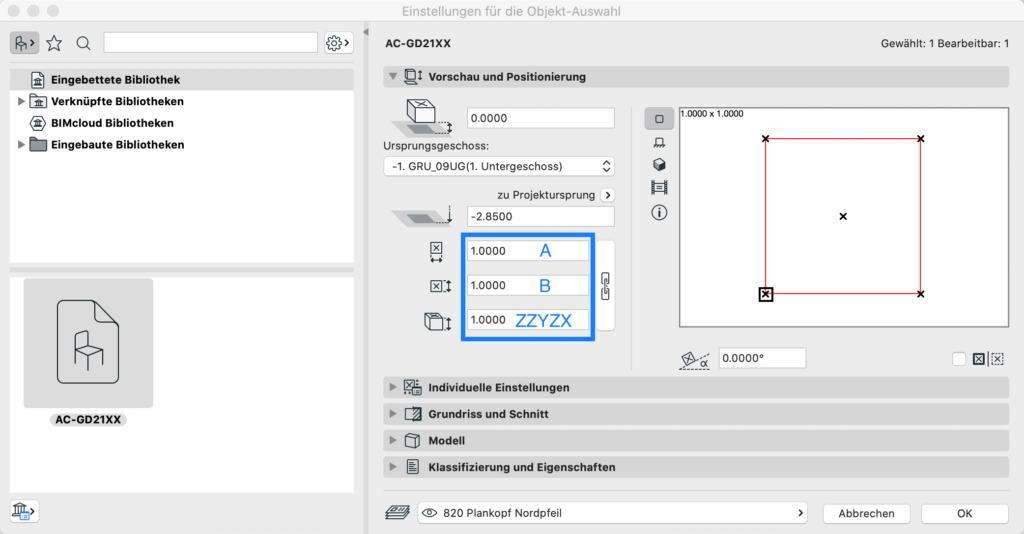 Einstellungen für die Objekt-Auswahl
Eingebettete Bibliothek
Verknüpfte Bibliotheken
BIMcloud Bibliotheken
Eingebaute Bibliotheken
AC-GD21XX
AC-GD21XX
Gewählt: 1 Bearbeitbar: 1
Vorschau und Positionierung
0.0000
Ursprungsgeschoss:
-1. GRU_09UG(1. Untergeschoss)
zu Projektursprung
-2.8500
1.0000 A
1.0000 B
1.0000 ZZYZX
1.0000 x 1.0000
α
0.0000°
Individuelle Einstellungen
Grundriss und Schnitt
Modell
Klassifizierung und Eigenschaften
820 Plankopf Nordpfeil
Abbrechen
OK